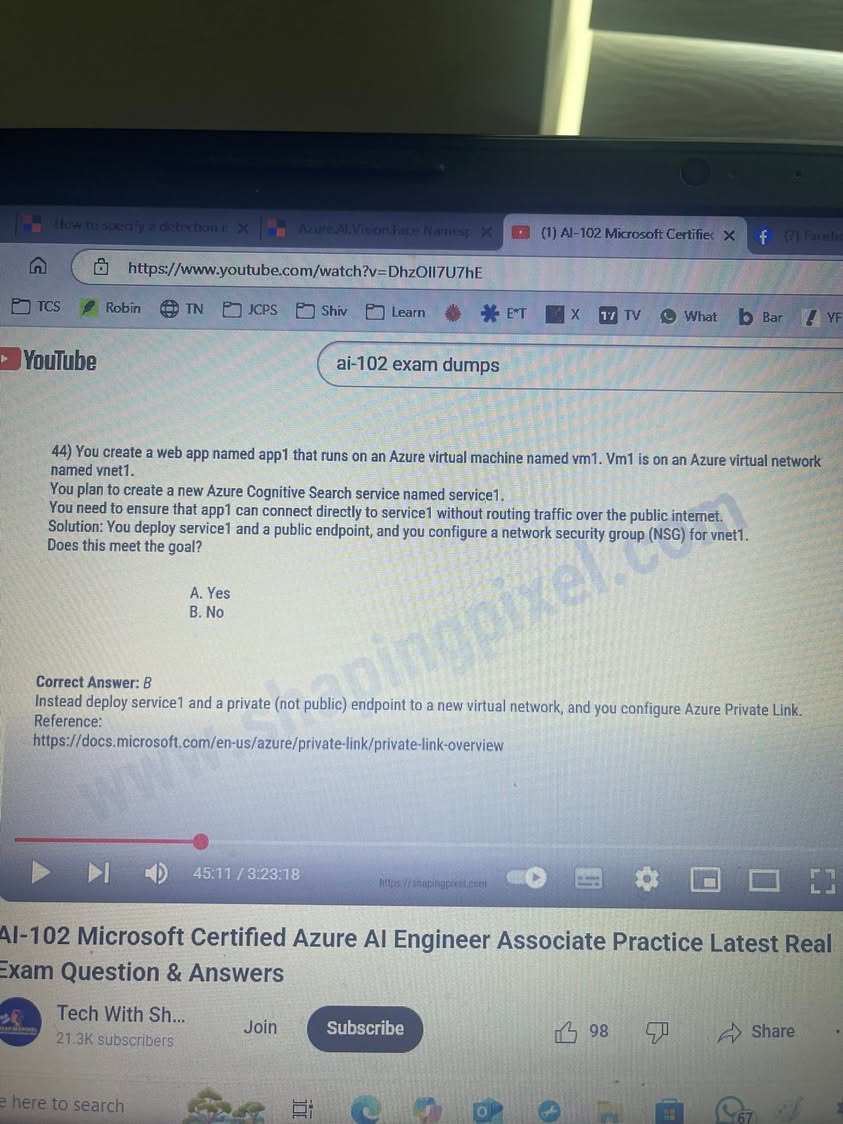 How to specify a detection
Azure.AI.Vision.Face Namesp
(1) AI-102 Microsoft Certified
https://www.youtube.com/watch?v=DhzOII7U7hE
TCS Robin TN JCPS Shiv Learn E*T X 17 TV What b Bar YF
YouTube
ai-102 exam dumps
44) You create a web app named app1 that runs on an Azure virtual machine named vm1. Vm1 is on an Azure virtual network
named vnet1.
You plan to create a new Azure Cognitive Search service named service1.
You need to ensure that app1 can connect directly to service1 without routing traffic over the public internet.
Solution: You deploy service1 and a public endpoint, and you configure a network security group (NSG) for vnet1.
Does this meet the goal?
A. Yes
B. No
www.shapingpixel.com
Correct Answer: B
Instead deploy service1 and a private (not public) endpoint to a new virtual network, and you configure Azure Private Link.
Reference:
https://docs.microsoft.com/en-us/azure/private-link/private-link-overview
45:11 / 3:23:18
https://shapingpixel.com
AI-102 Microsoft Certified Azure AI Engineer Associate Practice Latest Real
Exam Question & Answers
Tech With Sh...
21.3K subscribers
Join
Subscribe
98
Share
e here to search
67